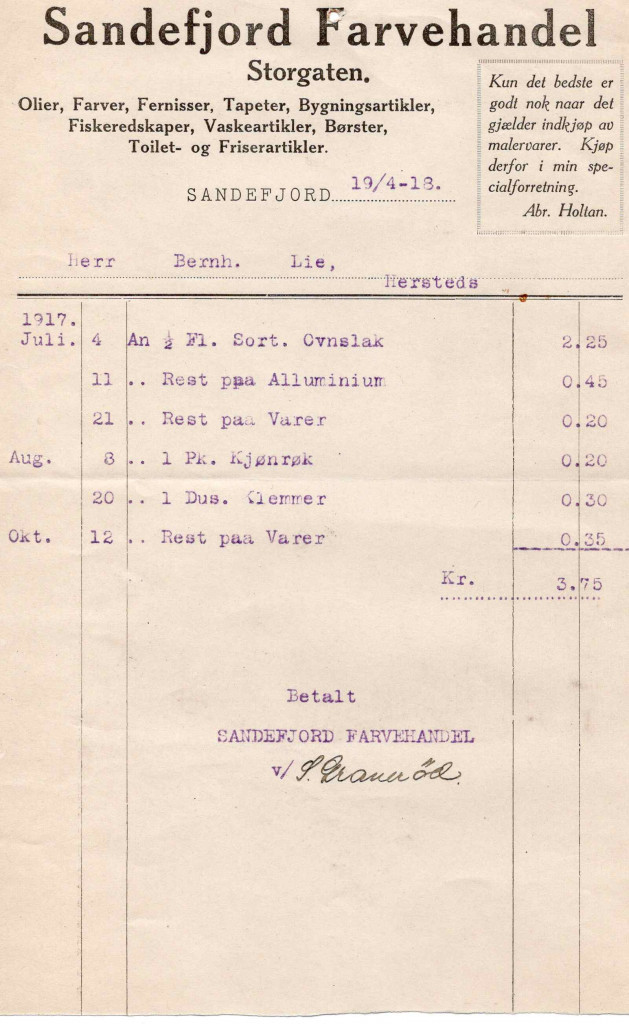 Sandefjord Farvehandel
Storgaten.
Olier, Farver, Fernisser, Tapeter, Bygningsartikler,
Fiskeredskaper, Vaskeartikler, Børster,
Toilet- og Friserartikler.
Kun det bedste er
godt nok naar det
gjælder indkjøp av
malervarer. Kjøp
derfor i min spe-
cialforretning.
Abr. Holtan.
SANDEFJORD 19/4-18.
Herr Bernh. Lie,
Hersteds
1917.
Juli. 4 An ½ Fl. Sort. Ovnslak 2.25
11 .. Rest paa Alluminium 0.45
21 .. Rest paa Varer 0.20
Aug. 8 .. 1 Pk. Kjønrøk 0.20
20 .. 1 Dus. Klemmer 0.30
Okt. 12 .. Rest paa Varer 0.35
Kr. 3.75
Betalt
SANDEFJORD FARVEHANDEL
v/ S. Graneröd.